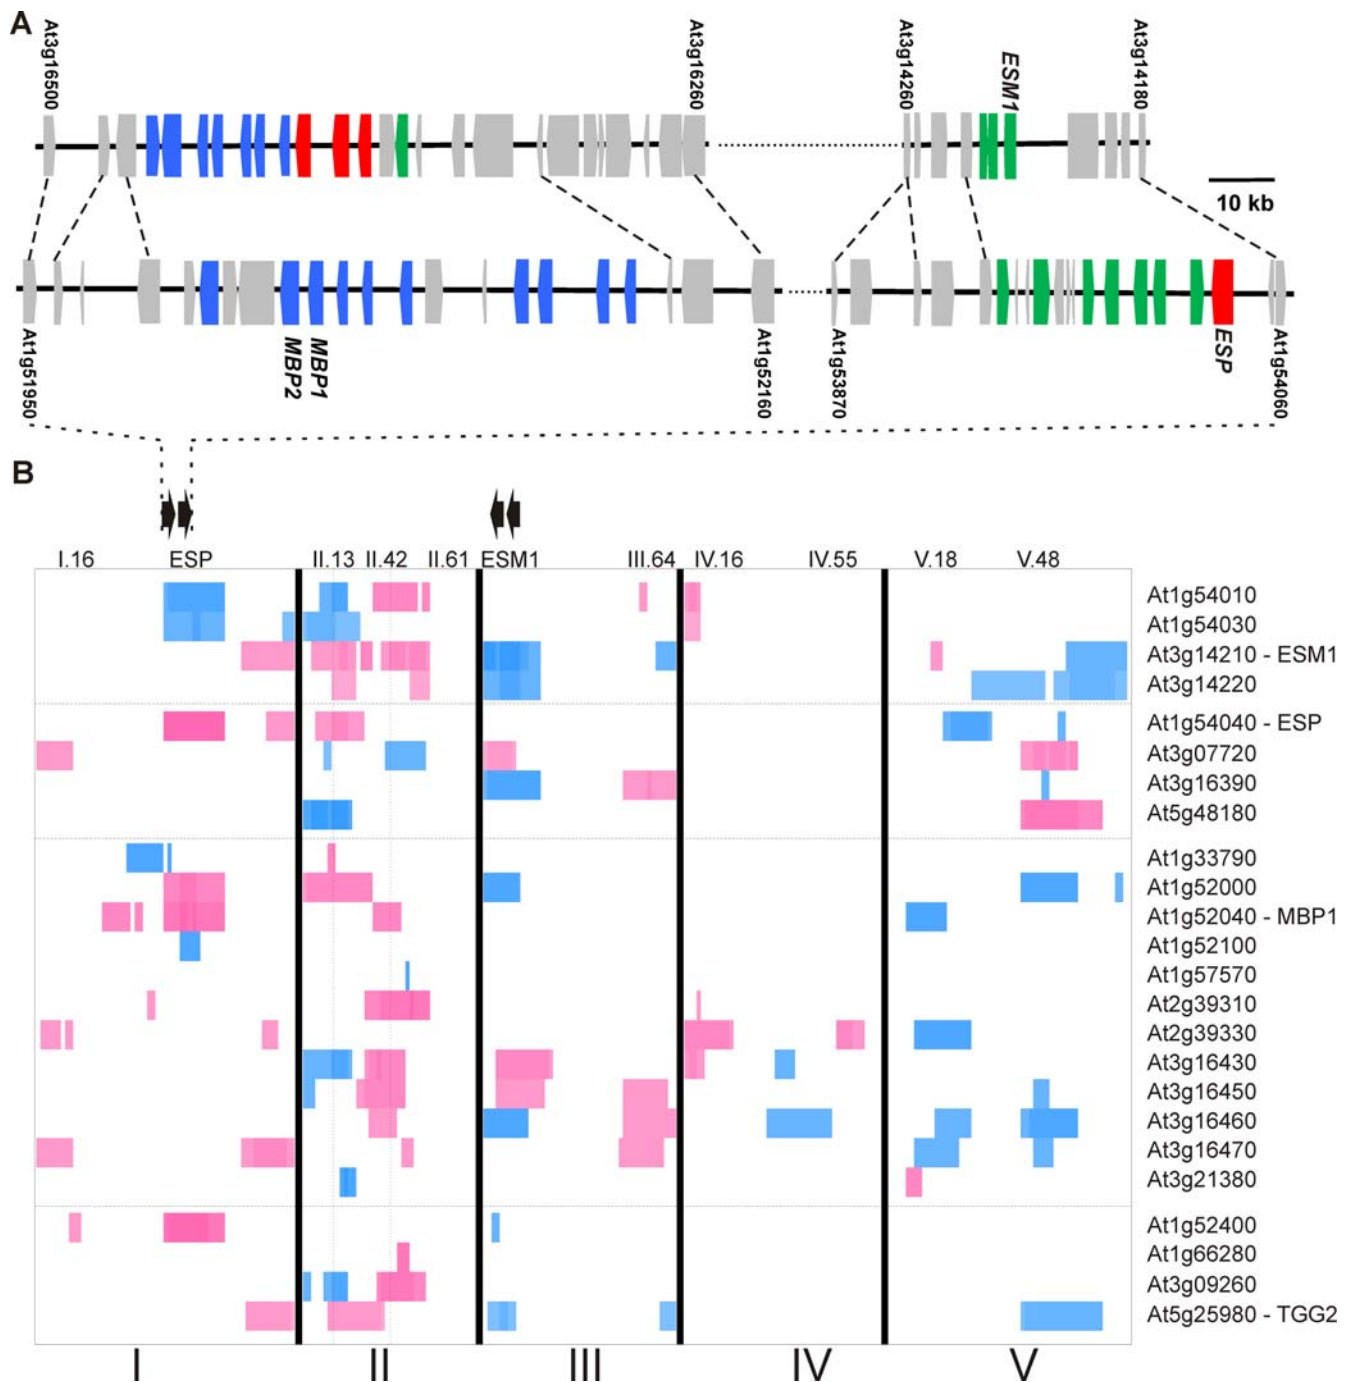 A
At3g16500
At3g16260
At3g14260
ESM1
At3g14180
10 kb
At1g51950
MBP2
MBP1
At1g52160
At1g53870
ESP
At1g54060
B
I.16 ESP II.13 II.42 II.61 ESM1 III.64 IV.16 IV.55 V.18 V.48
At1g54010
At1g54030
At3g14210 - ESM1
At3g14220
At1g54040 - ESP
At3g07720
At3g16390
At5g48180
At1g33790
At1g52000
At1g52040 - MBP1
At1g52100
At1g57570
At2g39310
At2g39330
At3g16430
At3g16450
At3g16460
At3g16470
At3g21380
At1g52400
At1g66280
At3g09260
At5g25980 - TGG2
I II III IV V